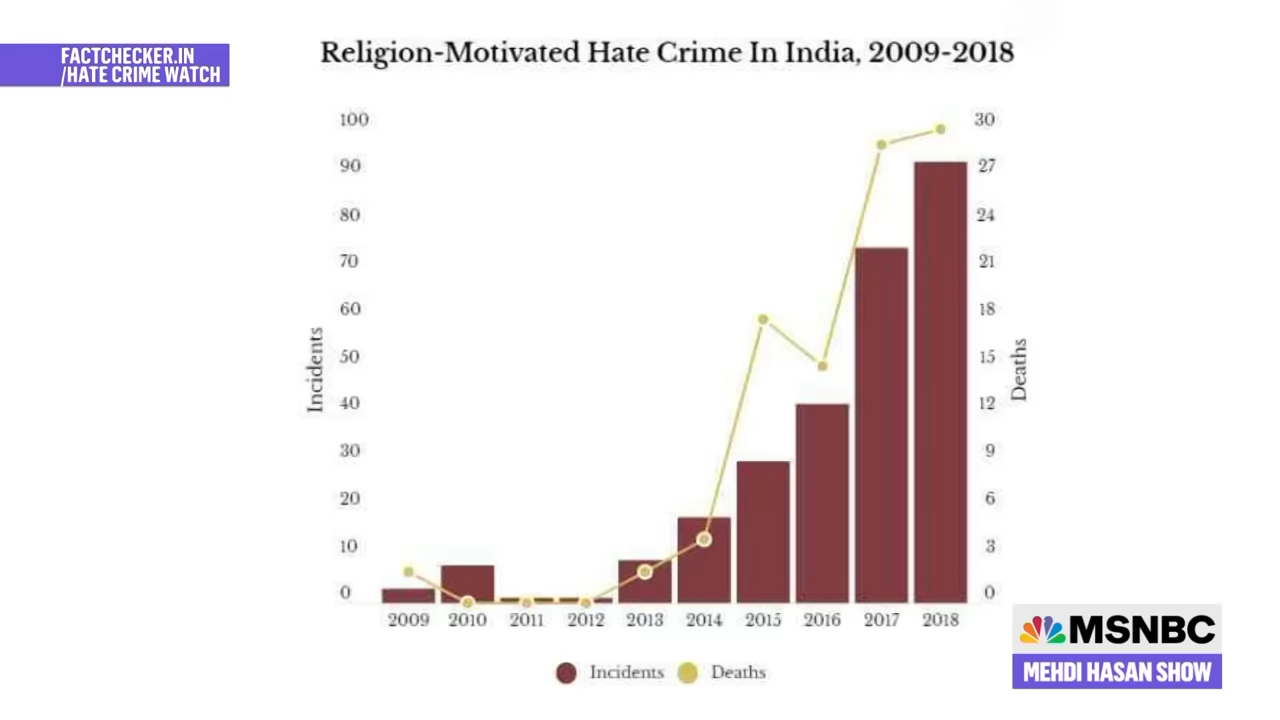 FACTCHECKER.IN
/HATE CRIME WATCH
Religion-Motivated Hate Crime In India, 2009-2018
100
90
80
70
60
50
40
30
20
10
0
Incidents
30
27
24
21
18
15
12
9
6
3
0
Deaths
2009 2010 2011 2012 2013 2014 2015 2016 2017 2018
Incidents Deaths
MSNBC
MEHDI HASAN SHOW